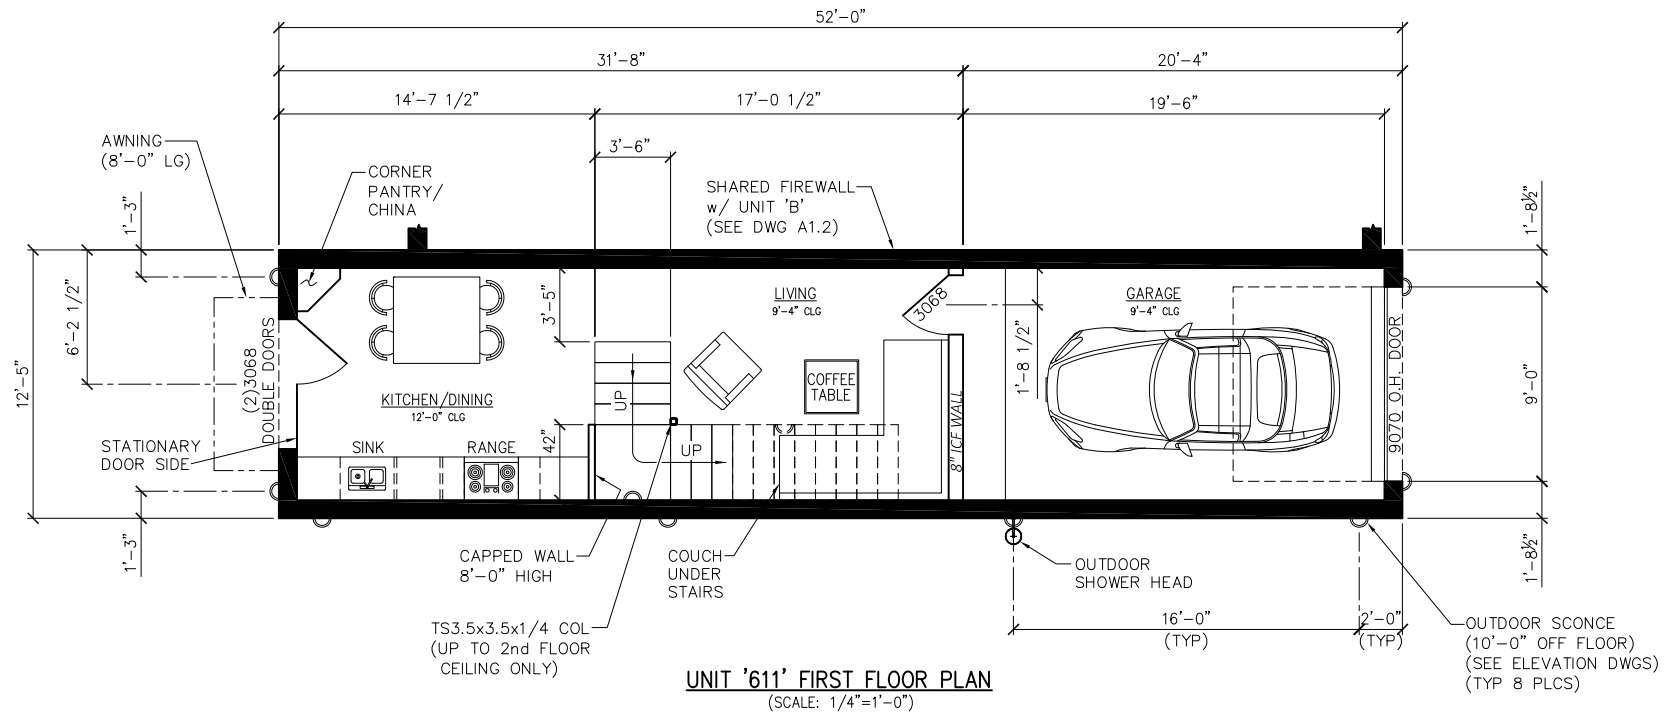 52'-0"
31'-8"
20'-4"
14'-7 1/2"
17'-0 1/2"
19'-6"
3'-6"
AWNING
(8'-0" LG)
CORNER
PANTRY/
CHINA
SHARED FIREWALL
w/ UNIT 'B'
(SEE DWG A1.2)
1'-3"
1'-8½"
12'-5"
6'-2 1/2"
(2)3068
DOUBLE DOORS
3'-5"
LIVING
9'-4" CLG
3068
GARAGE
9'-4" CLG
1'-8 1/2"
9070 O.H. DOOR
9'-0"
COFFEE
TABLE
KITCHEN/DINING
12'-0" CLG
UP
UP
42"
8" ICF WALL
STATIONARY
DOOR SIDE
SINK
RANGE
1'-3"
1'-8½"
CAPPED WALL
8'-0" HIGH
COUCH
UNDER
STAIRS
OUTDOOR
SHOWER HEAD
TS3.5x3.5x1/4 COL
(UP TO 2nd FLOOR
CEILING ONLY)
16'-0"
(TYP)
2'-0"
(TYP)
OUTDOOR SCONCE
(10'-0" OFF FLOOR)
(SEE ELEVATION DWGS)
(TYP 8 PLCS)
UNIT '611' FIRST FLOOR PLAN
(SCALE: 1/4"=1'-0")